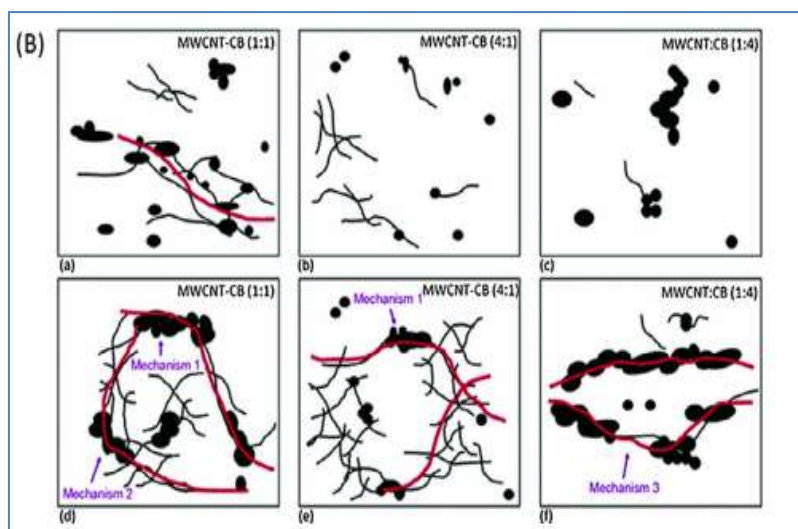 (B)
MWCNT-CB (1:1)
MWCNT-CB (4:1)
MWCNT:CB (1:4)
(a)
(b)
(c)
MWCNT-CB (1:1)
MWCNT-CB (4:1)
MWCNT:CB (1:4)
Mechanism 1
Mechanism 1
Mechanism 2
Mechanism 3
(d)
(e)
(f)